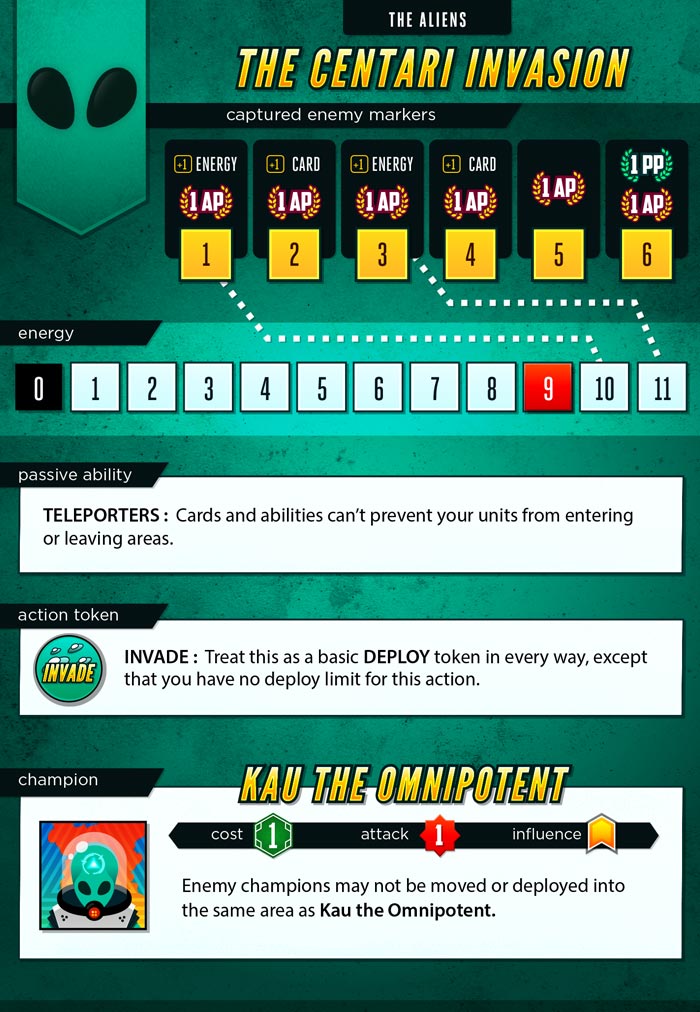 THE ALIENS
THE CENTARI INVASION
captured enemy markers
+1 ENERGY +1 CARD +1 ENERGY +1 CARD 1 PP
1 AP 1 AP 1 AP 1 AP 1 AP 1 AP
1 2 3 4 5 6
energy
0 1 2 3 4 5 6 7 8 9 10 11
passive ability
TELEPORTERS : Cards and abilities can't prevent your units from entering
or leaving areas.
action token
INVADE
INVADE : Treat this as a basic DEPLOY token in every way, except
that you have no deploy limit for this action.
champion
KAU THE OMNIPOTENT
cost 1 attack 1 influence
Enemy champions may not be moved or deployed into
the same area as Kau the Omnipotent.